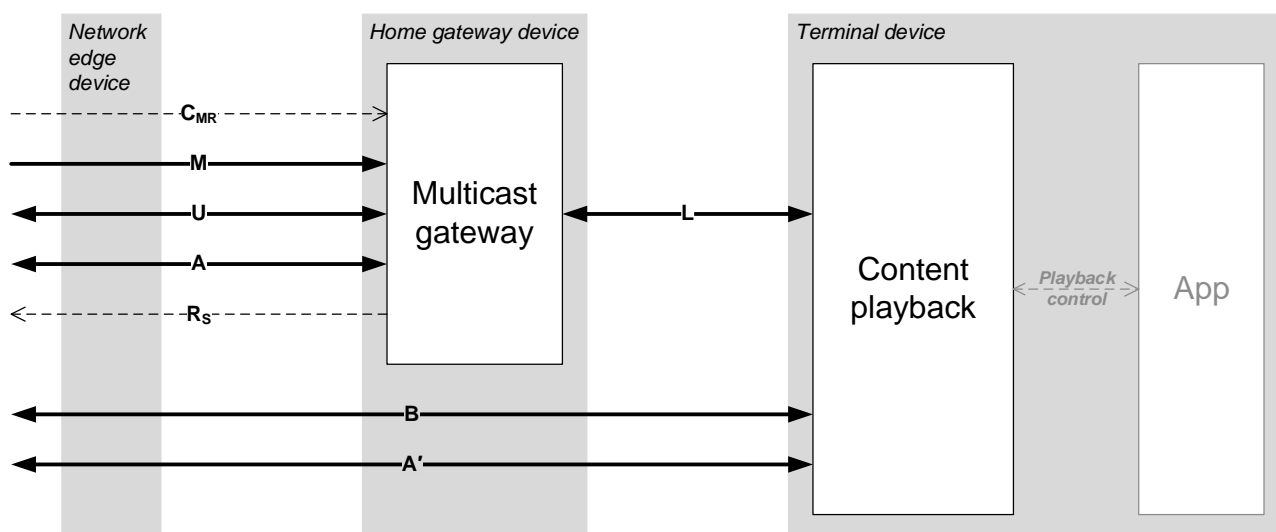 Network
edge
device
Home gateway device
Terminal device
CMR
M
U
A
RS
Multicast
gateway
L
Content
playback
Playback
control
App
B
A′